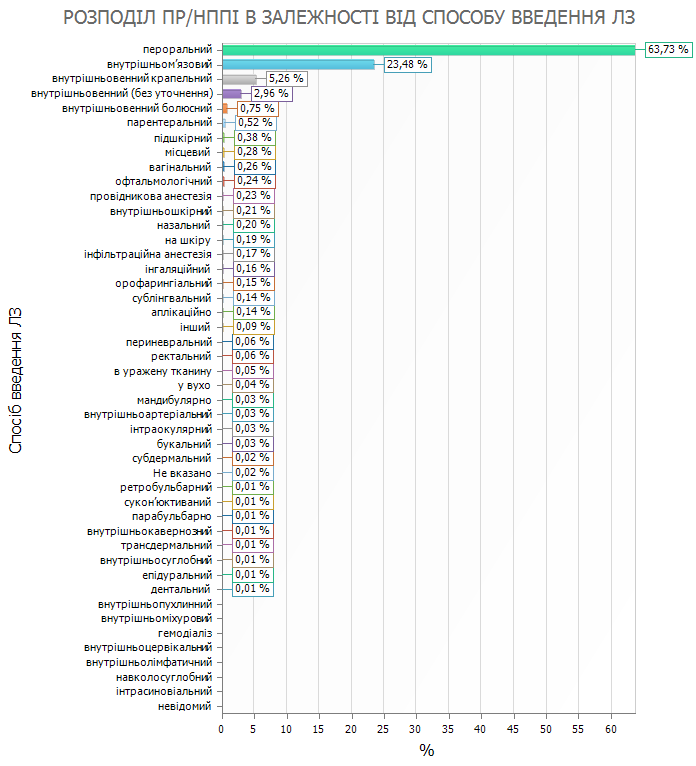 РОЗПОДІЛ ПР/НППІ В ЗАЛЕЖНОСТІ ВІД СПОСОБУ ВВЕДЕННЯ ЛЗ
Спосіб введення ЛЗ
пероральний 63,73 %
внутрішньом'язовий 23,48 %
внутрішньовенний крапельний 5,26 %
внутрішньовенний (без уточнення) 2,96 %
внутрішньовенний болюсний 0,75 %
парентеральний 0,52 %
підшкірний 0,38 %
місцевий 0,28 %
вагінальний 0,26 %
офтальмологічний 0,24 %
провідникова анестезія 0,23 %
внутрішньошкірний 0,21 %
назальний 0,20 %
на шкіру 0,19 %
інфільтраційна анестезія 0,17 %
інгаляційний 0,16 %
орофарингіальний 0,15 %
сублінгвальний 0,14 %
аплікаційно 0,14 %
інший 0,09 %
периневральний 0,06 %
ректальний 0,06 %
в уражену тканину 0,05 %
у вухо 0,04 %
мандибулярно 0,03 %
внутрішньоартеріальний 0,03 %
інтраокулярний 0,03 %
букальний 0,03 %
субдермальний 0,02 %
Не вказано 0,02 %
ретробульбарний 0,01 %
сукон'юктиваний 0,01 %
парабульбарно 0,01 %
внутрішньокавернозний 0,01 %
трансдермальний 0,01 %
внутрішньосуглобний 0,01 %
епідуральний 0,01 %
дентальний 0,01 %
внутрішньопухлинний
внутрішньоміхуровий
гемодіаліз
внутрішньоцервікальний
внутрішньолімфатичний
навколосуглобний
інтрасиновіальний
невідомий
0 5 10 15 20 25 30 35 40 45 50 55 60
%